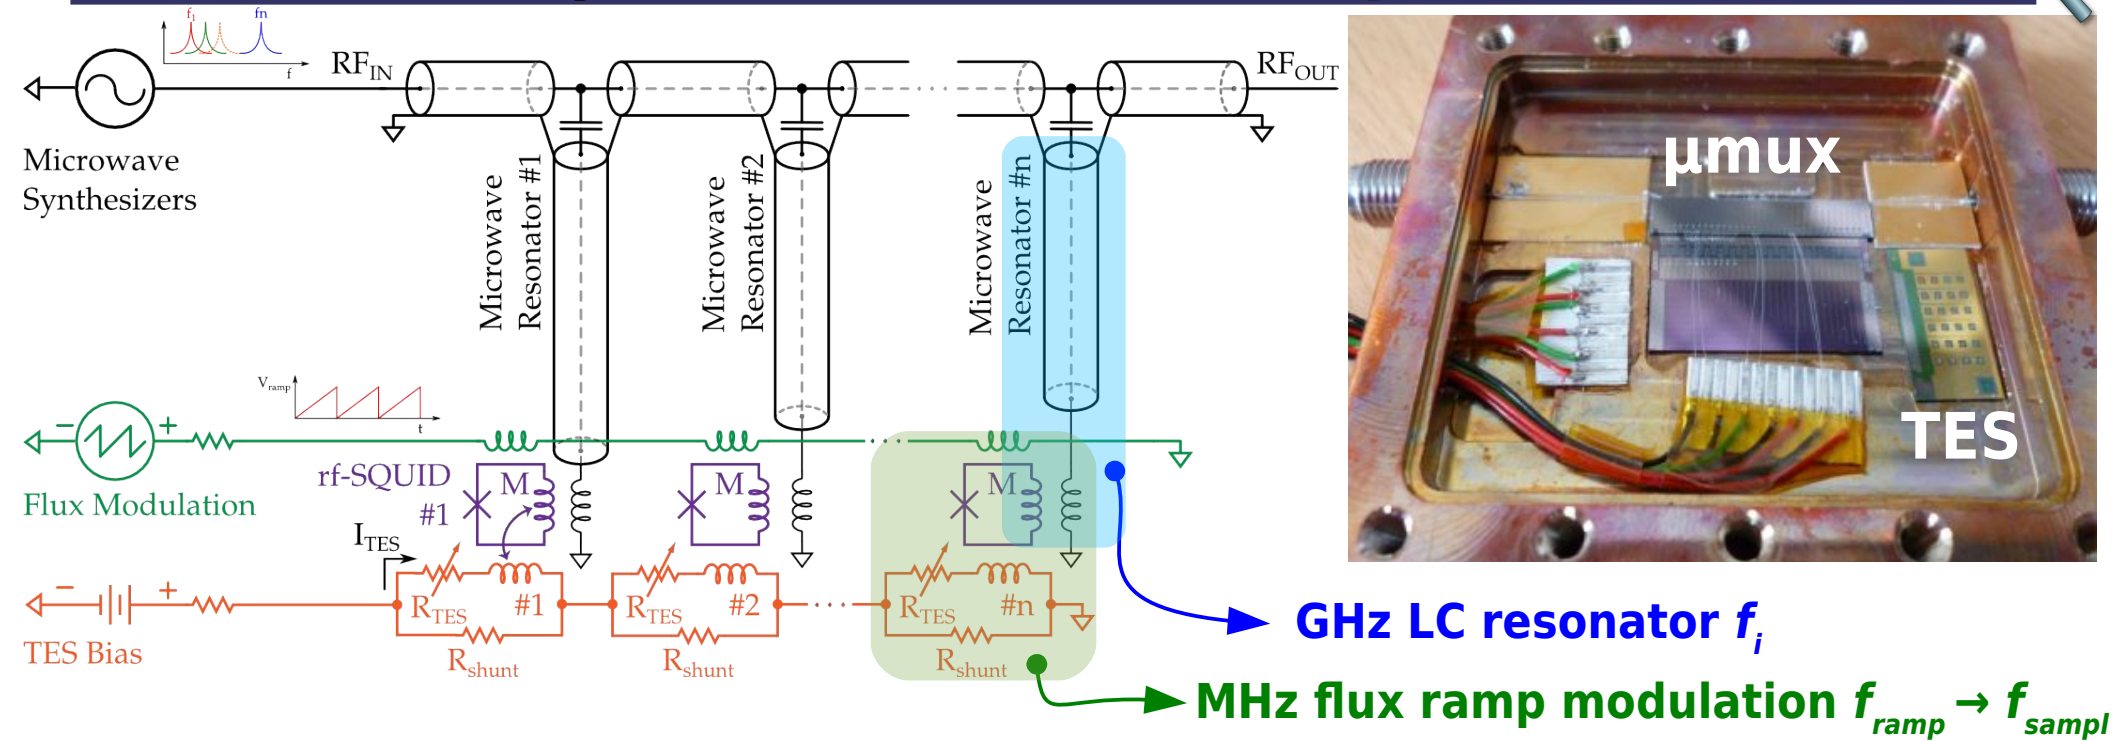 f1
fn
f
RFIN
RFOUT
Microwave
Synthesizers
Microwave
Resonator #1
Microwave
Resonator #2
Microwave
Resonator #n
µmux
TES
Vramp
t
− +
Flux Modulation
rf-SQUID
#1
M
M
M
ITES
− +
TES Bias
RTES #1
RTES #2
RTES #n
Rshunt
Rshunt
Rshunt
· · ·
GHz LC resonator fi
MHz flux ramp modulation framp → fsampl